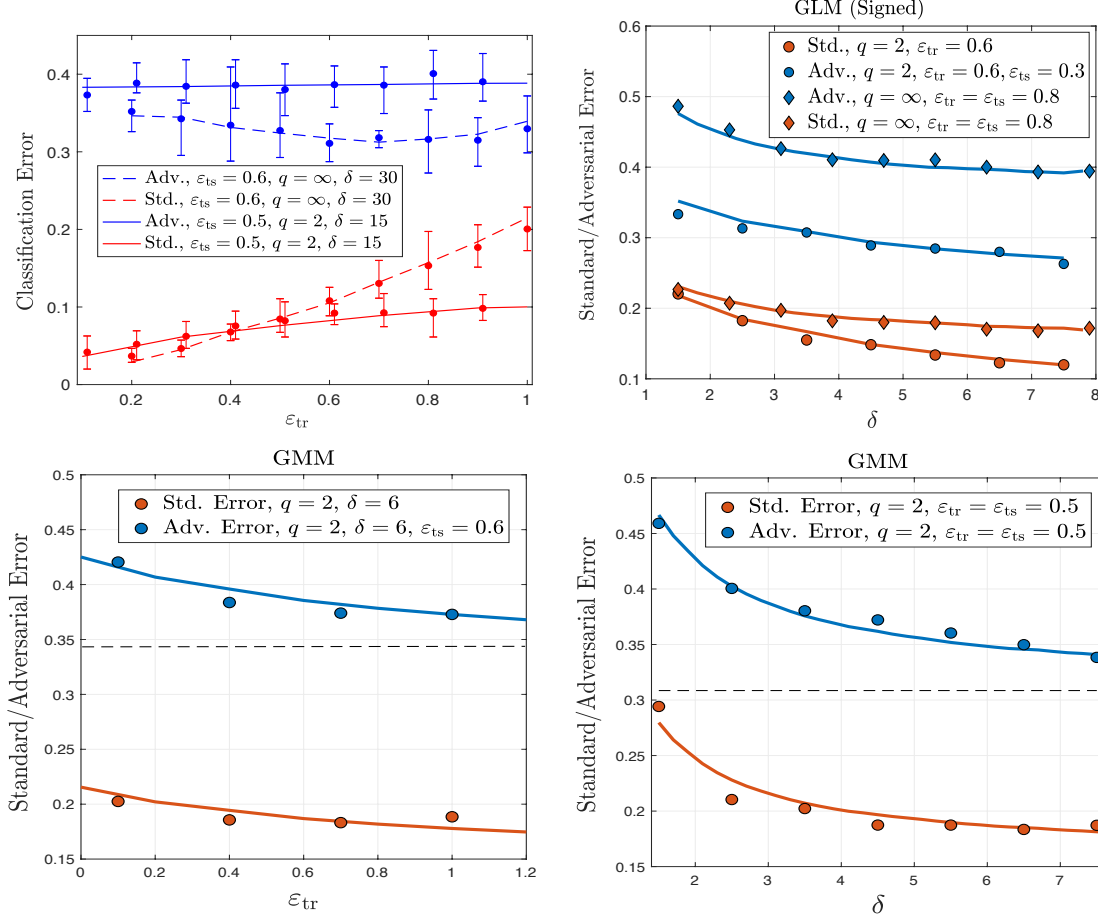 0.4
0.3
0.2
0.1
0
Classification Error
Adv., εts = 0.6, q = ∞, δ = 30
Std., εts = 0.6, q = ∞, δ = 30
Adv., εts = 0.5, q = 2, δ = 15
Std., εts = 0.5, q = 2, δ = 15
0.2 0.4 0.6 0.8 1
εtr
GLM (Signed)
0.6
0.5
0.4
0.3
0.2
0.1
Standard/Adversarial Error
Std., q = 2, εtr = 0.6
Adv., q = 2, εtr = 0.6, εts = 0.3
Adv., q = ∞, εtr = εts = 0.8
Std., q = ∞, εtr = εts = 0.8
1 2 3 4 5 6 7 8
δ
GMM
0.5
0.45
0.4
0.35
0.3
0.25
0.2
0.15
Standard/Adversarial Error
Std. Error, q = 2, δ = 6
Adv. Error, q = 2, δ = 6, εts = 0.6
0 0.2 0.4 0.6 0.8 1 1.2
εtr
GMM
0.5
0.45
0.4
0.35
0.3
0.25
0.2
0.15
Standard/Adversarial Error
Std. Error, q = 2, εtr = εts = 0.5
Adv. Error, q = 2, εtr = εts = 0.5
2 3 4 5 6 7
δ